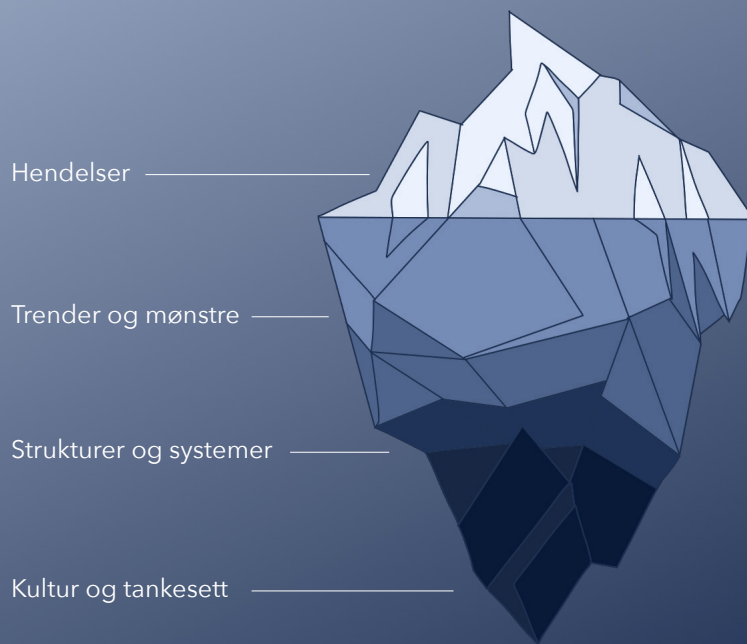 Hendelser
Trender og mønstre
Strukturer og systemer
Kultur og tankesett